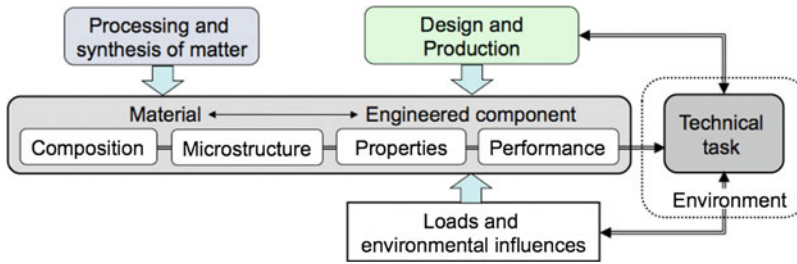 Processing and
synthesis of matter
Design and
Production
Material
Engineered component
Composition
Microstructure
Properties
Performance
Technical
task
Environment
Loads and
environmental influences